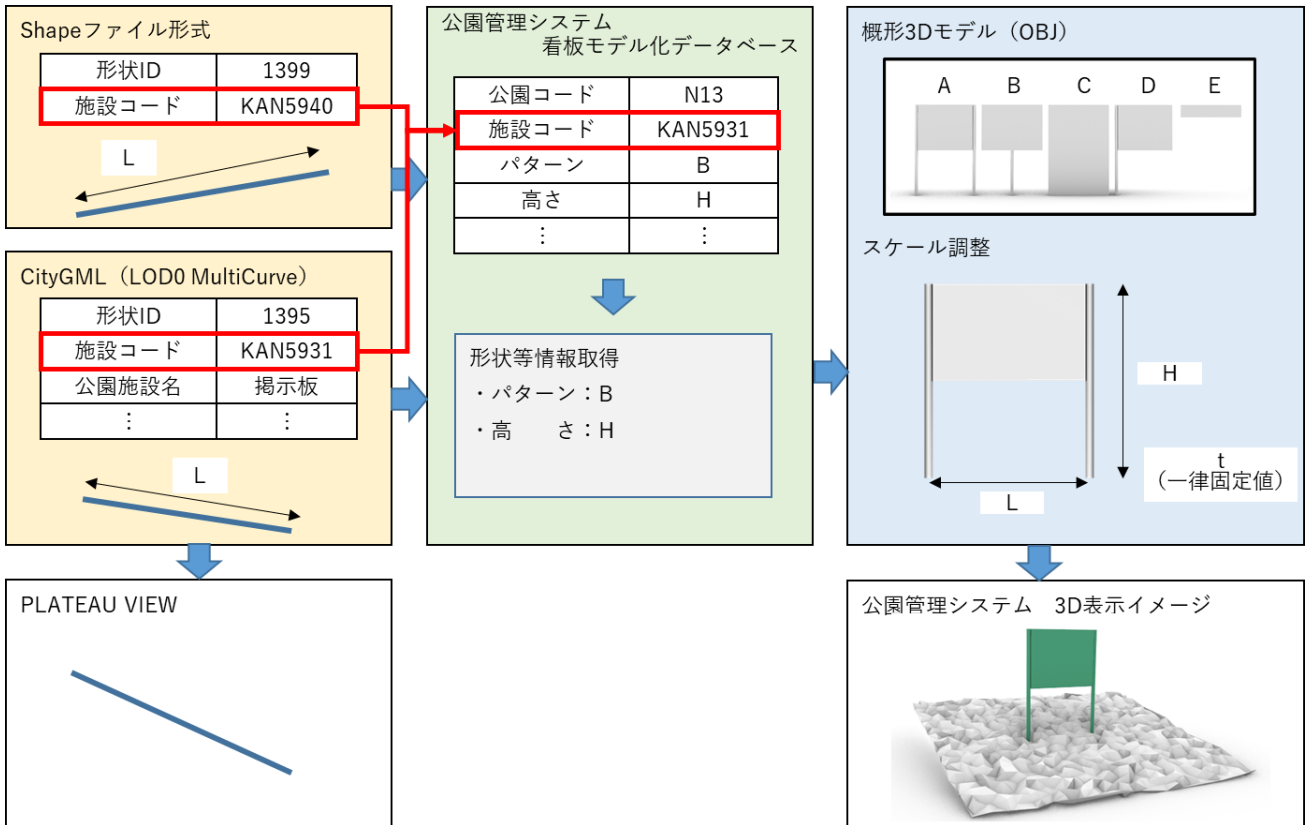 Shapeファイル形式
形状ID 1399
施設コード KAN5940
L
CityGML（LOD0 MultiCurve）
形状ID 1395
施設コード KAN5931
公園施設名 掲示板
⋮ ⋮
L
PLATEAU VIEW
公園管理システム
看板モデル化データベース
公園コード N13
施設コード KAN5931
パターン B
高さ H
⋮ ⋮
形状等情報取得
・パターン：B
・高　　さ：H
概形3Dモデル（OBJ）
A B C D E
スケール調整
H
t
（一律固定値）
L
公園管理システム　3D表示イメージ